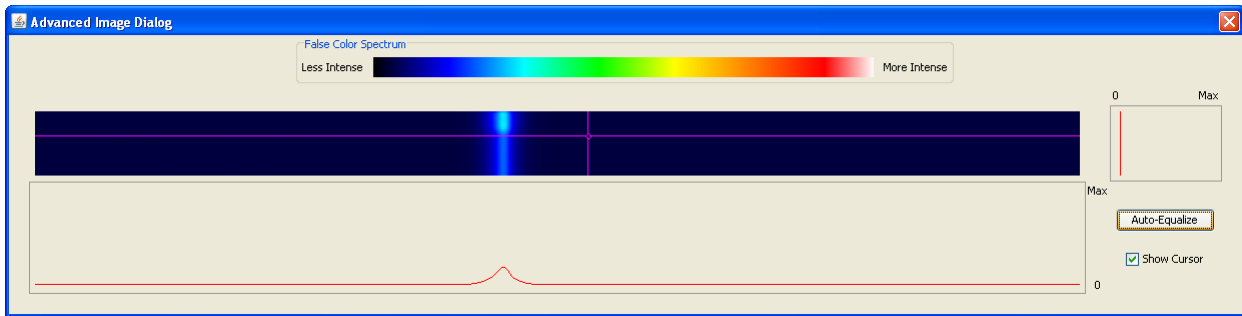 Advanced Image Dialog
False Color Spectrum
Less Intense
More Intense
0
Max
Max
Auto-Equalize
Show Cursor
0